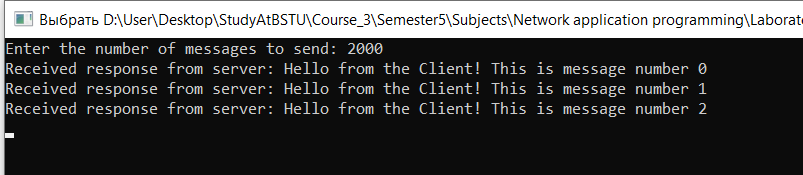 Выбрать D:\User\Desktop\StudyAtBSTU\Course_3\Semester5\Subjects\Network application programming\Laborat
Enter the number of messages to send: 2000
Received response from server: Hello from the Client! This is message number 0
Received response from server: Hello from the Client! This is message number 1
Received response from server: Hello from the Client! This is message number 2